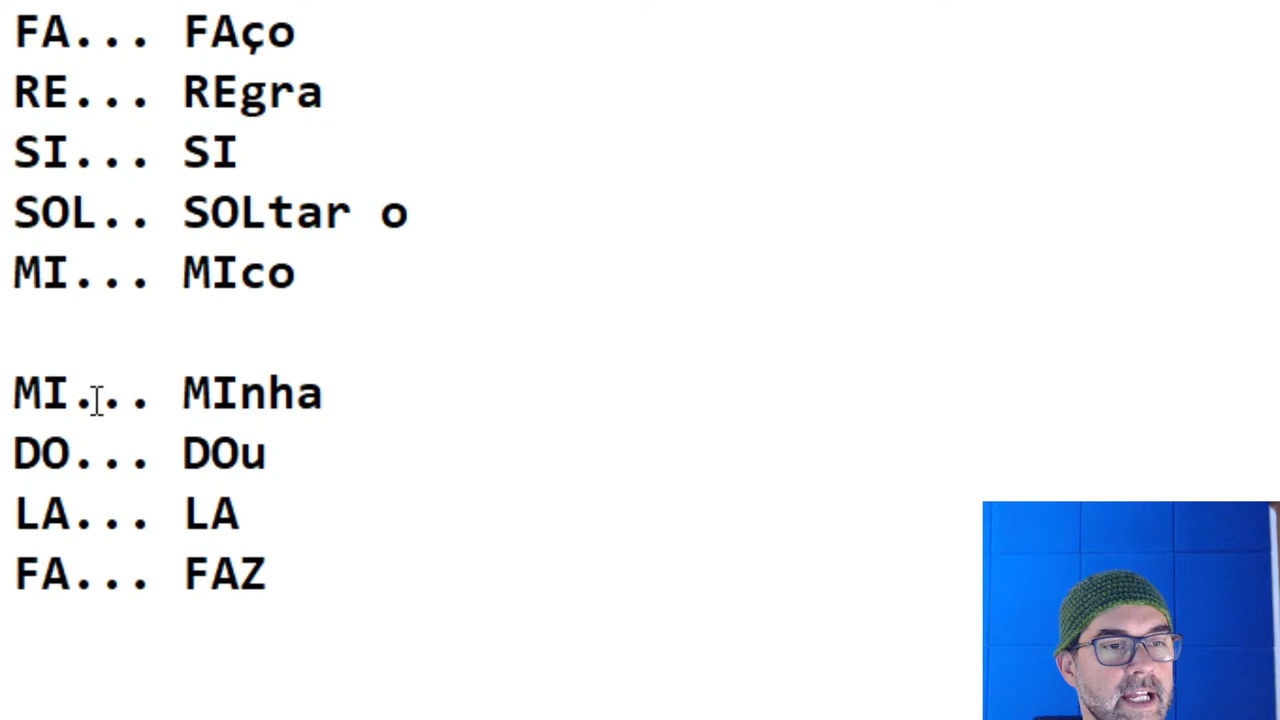 FA... FAço
RE... REgra
SI... SI
SOL.. SOLtar o
MI... MIco
MI... MInha
DO... DOu
LA... LA
FA... FAZ